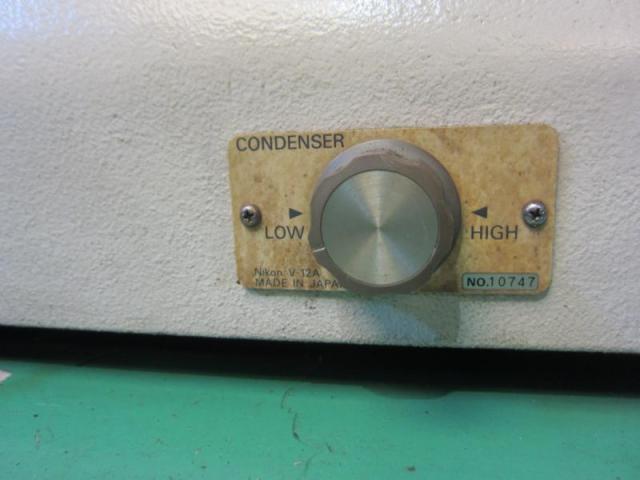 CONDENSER
LOW
HIGH
Nikon V-12A
MADE IN JAPAN
NO.10747